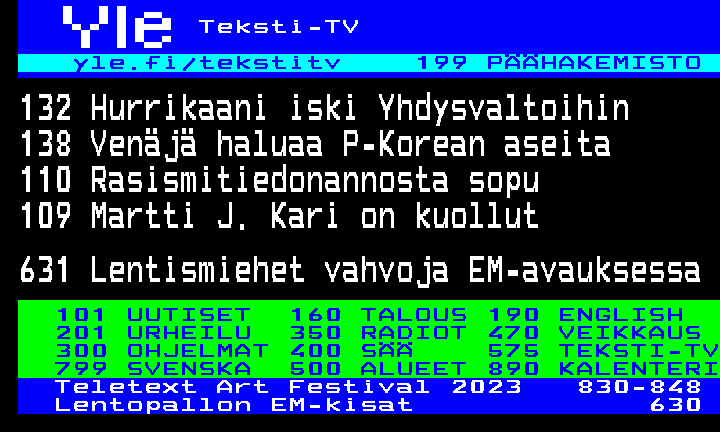 Yle Teksti-TV
yle.fi/tekstitv 199 PÄÄHAKEMISTO
132 Hurrikaani iski Yhdysvaltoihin
138 Venäjä haluaa P-Korean aseita
110 Rasismitiedonannosta sopu
109 Martti J. Kari on kuollut
631 Lentismiehet vahvoja EM-avauksessa
101 UUTISET 160 TALOUS 190 ENGLISH
201 URHEILU 350 RADIOT 470 VEIKKAUS
300 OHJELMAT 400 SÄÄ 575 TEKSTI-TV
799 SVENSKA 500 ALUEET 890 KALENTERI
Teletext Art Festival 2023 830-848
Lentopallon EM-kisat 630